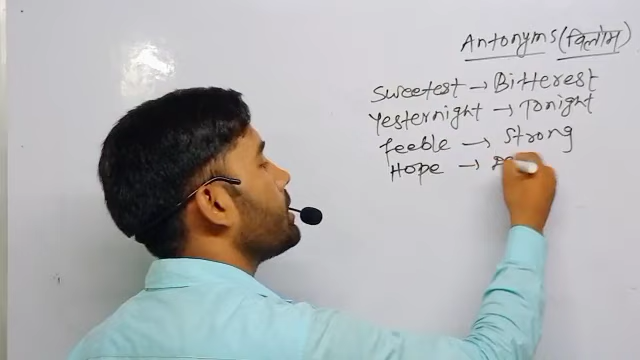 Antonyms (विलोम)
Sweetest → Bitterest
Yesternight → Tonight
feeble → Strong
Hope →